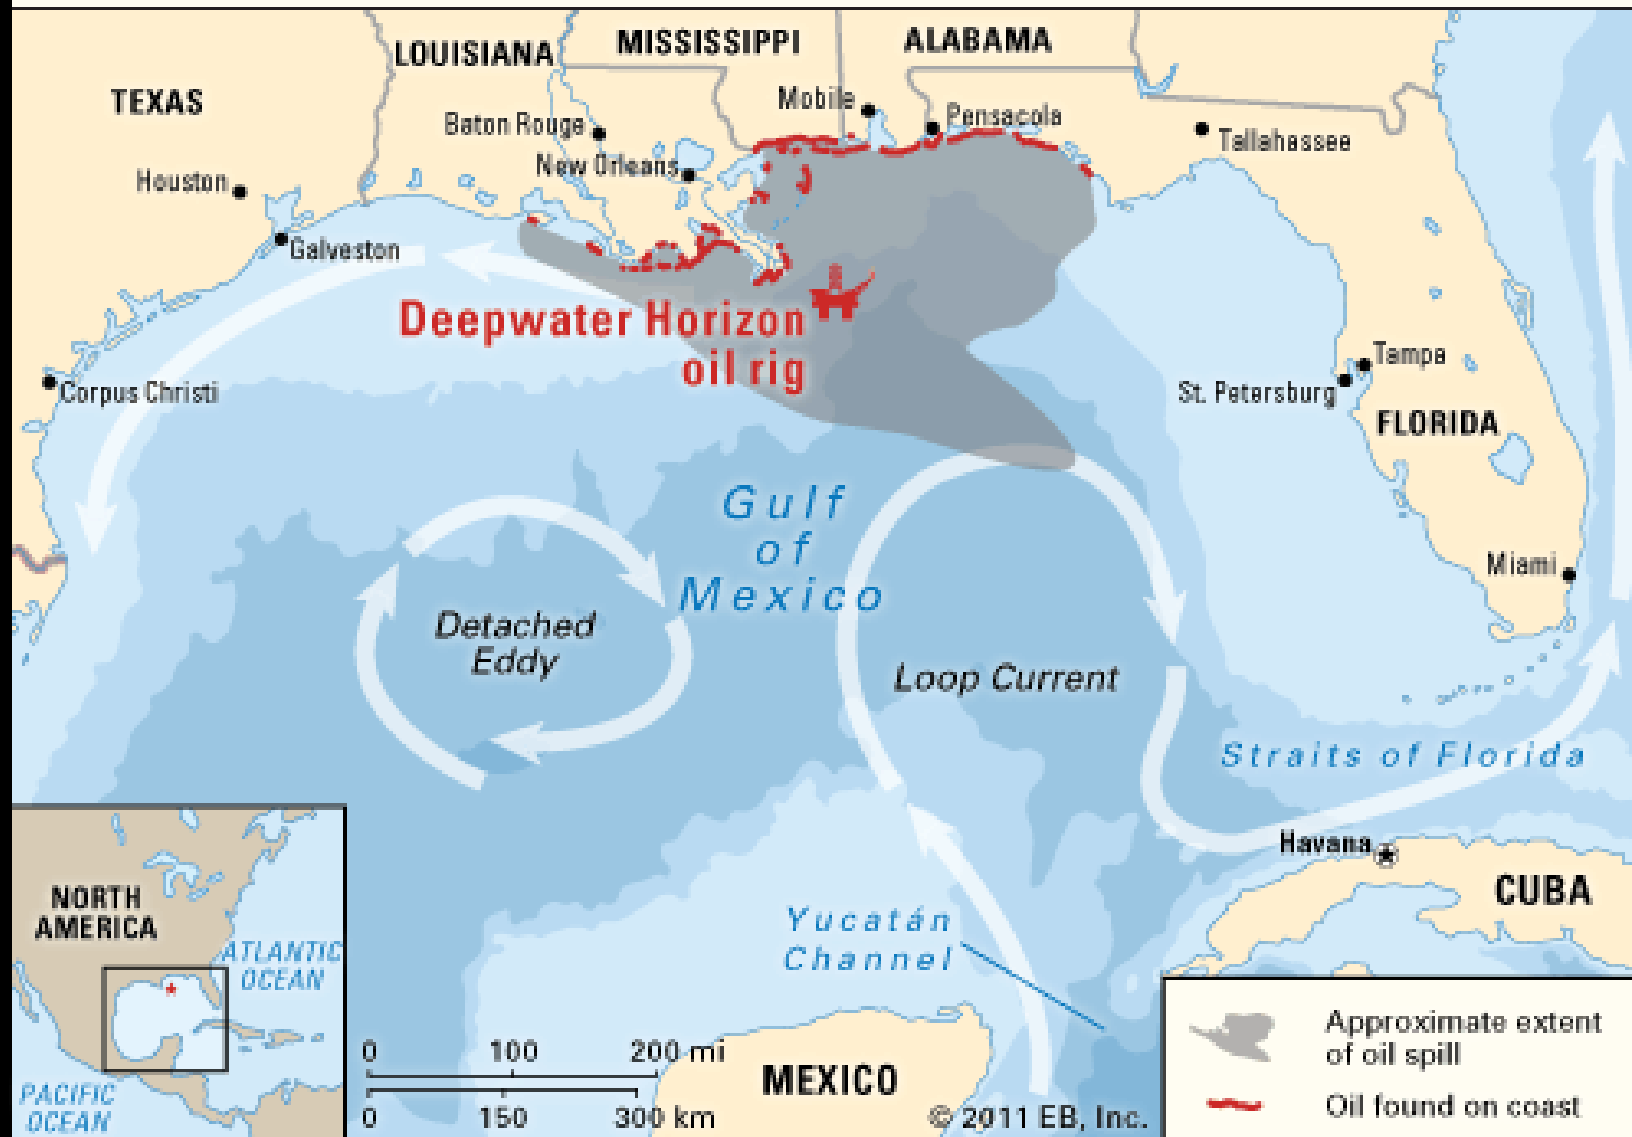 LOUISIANA
MISSISSIPPI
ALABAMA
TEXAS
Mobile
Pensacola
Baton Rouge
Tallahassee
New Orleans
Houston
Galveston
Deepwater Horizon
oil rig
Tampa
Corpus Christi
St. Petersburg
FLORIDA
Gulf
of
Mexico
Miami
Detached
Eddy
Loop Current
Straits of Florida
Havana
CUBA
NORTH
AMERICA
ATLANTIC
OCEAN
Yucatán
Channel
PACIFIC
OCEAN
0 100 200 mi
0 150 300 km
MEXICO
© 2011 EB, Inc.
Approximate extent
of oil spill
Oil found on coast